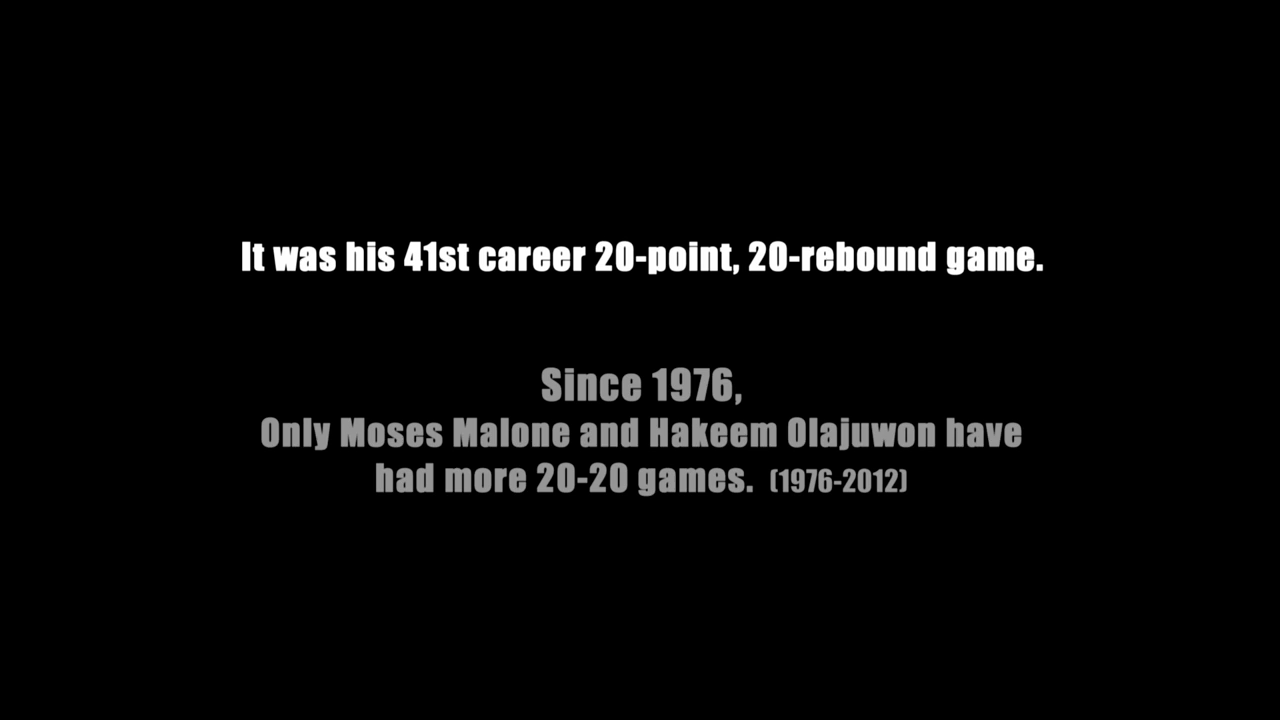 It was his 41st career 20-point, 20-rebound game.
Since 1976,
Only Moses Malone and Hakeem Olajuwon have
had more 20-20 games. (1976-2012)